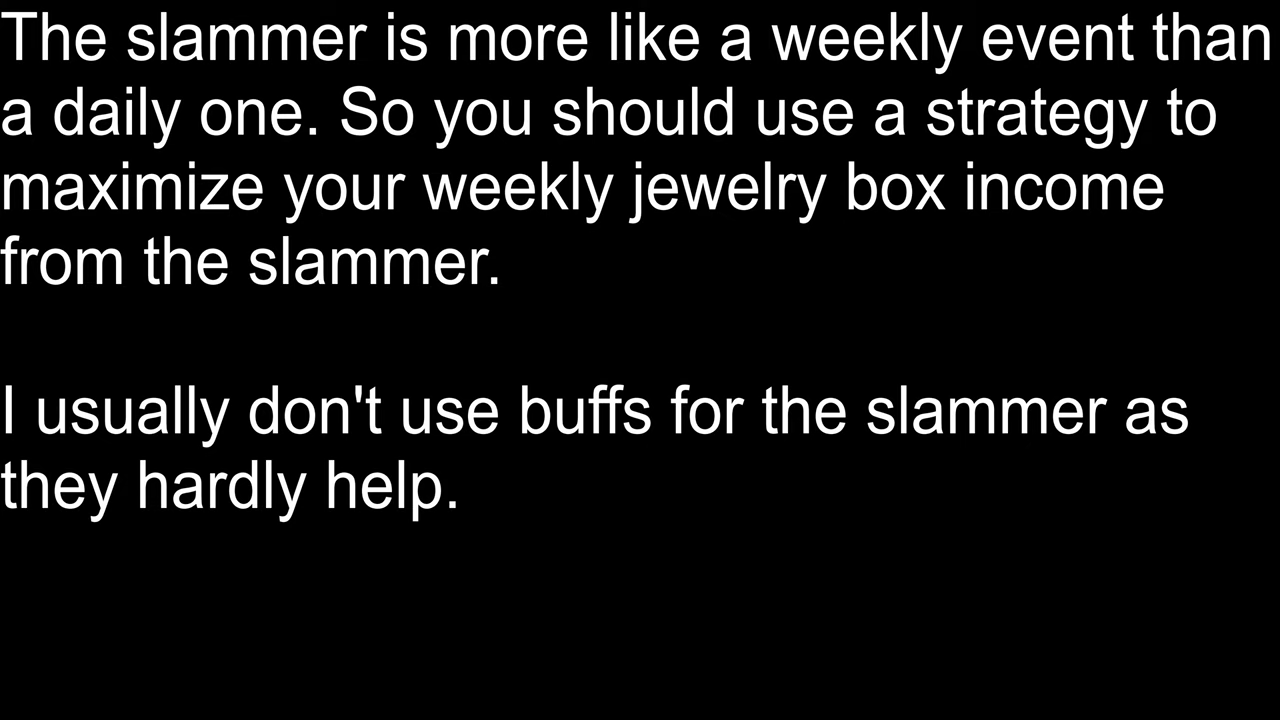 The slammer is more like a weekly event than
a daily one. So you should use a strategy to
maximize your weekly jewelry box income
from the slammer.
I usually don't use buffs for the slammer as
they hardly help.